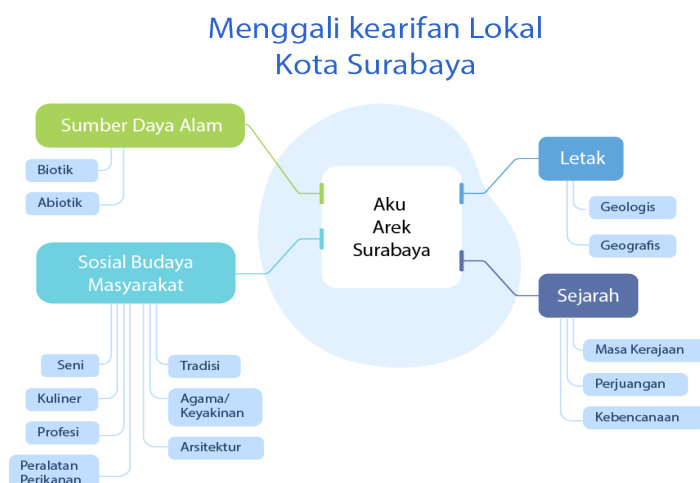 Menggali kearifan Lokal
Kota Surabaya
Sumber Daya Alam
Biotik
Abiotik
Sosial Budaya
Masyarakat
Seni
Kuliner
Profesi
Peralatan
Perikanan
Tradisi
Agama/
Keyakinan
Arsitektur
Aku
Arek
Surabaya
Letak
Geologis
Geografis
Sejarah
Masa Kerajaan
Perjuangan
Kebencanaan